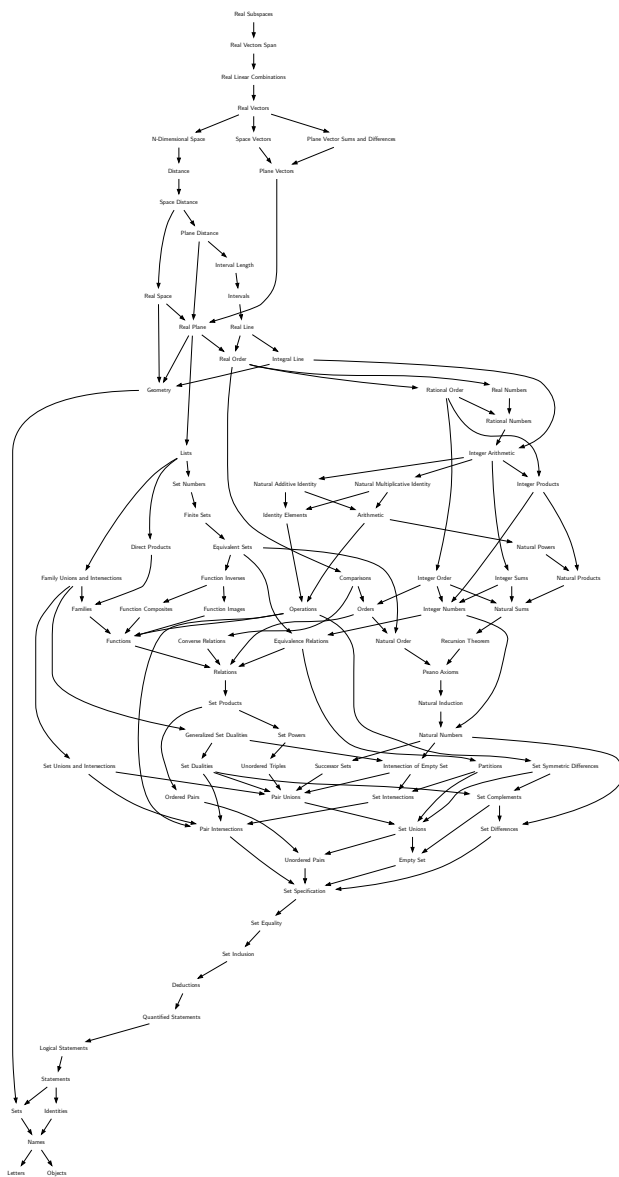 Real Subspaces
Real Vectors Span
Real Linear Combinations
Real Vectors
N-Dimensional Space Space Vectors Plane Vector Sums and Differences
Distance Plane Vectors
Space Distance
Plane Distance
Interval Length
Real Space Intervals
Real Plane Real Line
Real Order Integral Line
Geometry Rational Order Real Numbers
Rational Numbers
Lists Integer Arithmetic
Set Numbers Natural Additive Identity Natural Multiplicative Identity Integer Products
Finite Sets Identity Elements Arithmetic
Direct Products Equivalent Sets Natural Powers
Family Unions and Intersections Function Inverses Comparisons Integer Order Integer Sums Natural Products
Families Function Composites Function Images Operations Orders Integer Numbers Natural Sums
Functions Converse Relations Equivalence Relations Natural Order Recursion Theorem
Relations Peano Axioms
Set Products Natural Induction
Generalized Set Dualities Set Powers Natural Numbers
Set Unions and Intersections Set Dualities Unordered Triples Successor Sets Intersection of Empty Set Partitions Set Symmetric Differences
Ordered Pairs Pair Unions Set Intersections Set Complements
Pair Intersections Set Unions Set Differences
Unordered Pairs Empty Set
Set Specification
Set Equality
Set Inclusion
Deductions
Quantified Statements
Logical Statements
Statements
Sets Identities
Names
Letters Objects